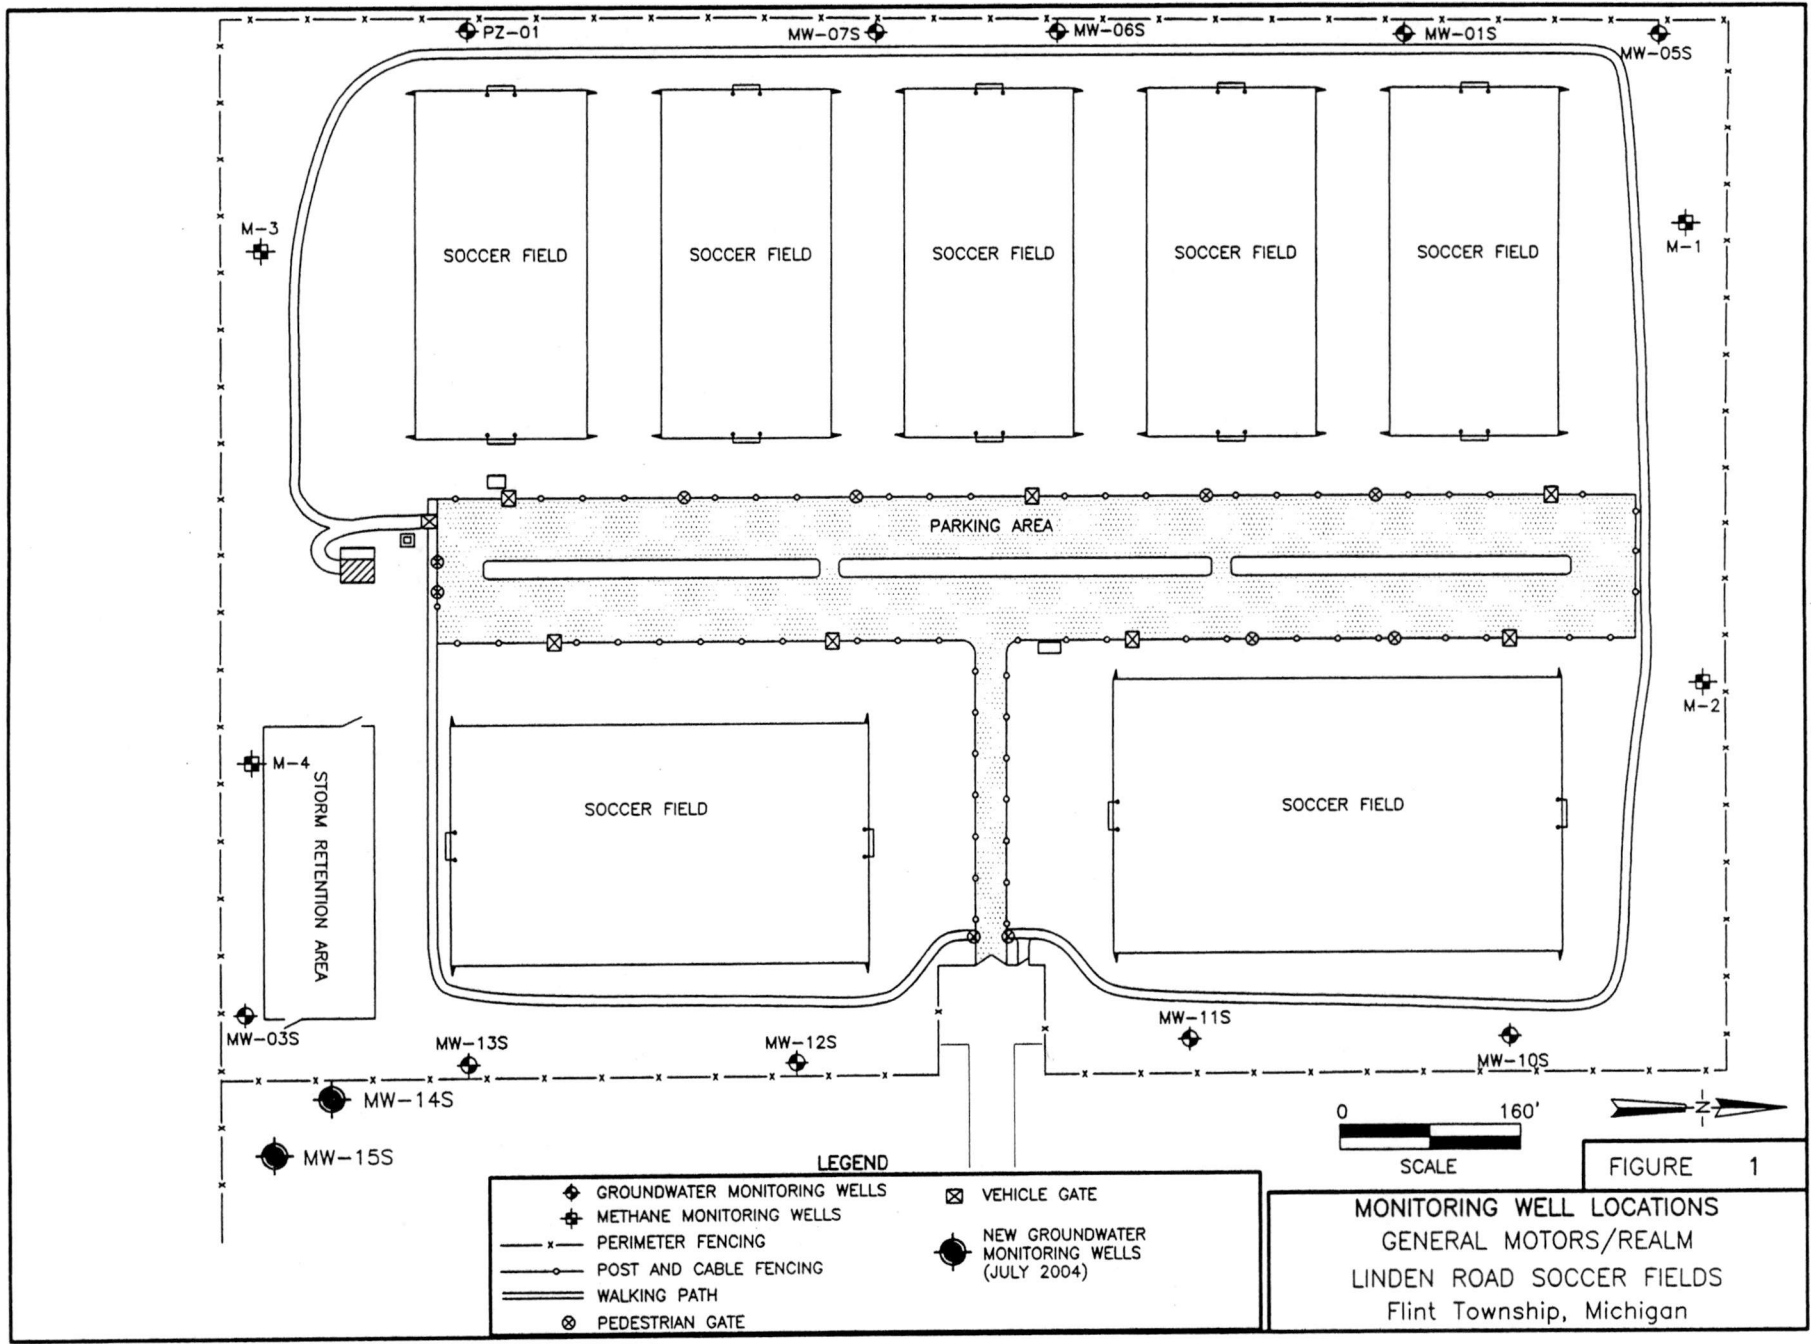 PZ-01
MW-07S
MW-06S
MW-01S
MW-05S
M-3
M-1
SOCCER FIELD
SOCCER FIELD
SOCCER FIELD
SOCCER FIELD
SOCCER FIELD
PARKING AREA
M-2
M-4
STORM RETENTION AREA
SOCCER FIELD
SOCCER FIELD
MW-03S
MW-13S
MW-12S
MW-11S
MW-10S
MW-14S
MW-15S
0 160'
SCALE
N
LEGEND
GROUNDWATER MONITORING WELLS
METHANE MONITORING WELLS
PERIMETER FENCING
POST AND CABLE FENCING
WALKING PATH
PEDESTRIAN GATE
VEHICLE GATE
NEW GROUNDWATER
MONITORING WELLS
(JULY 2004)
FIGURE 1
MONITORING WELL LOCATIONS
GENERAL MOTORS/REALM
LINDEN ROAD SOCCER FIELDS
Flint Township, Michigan